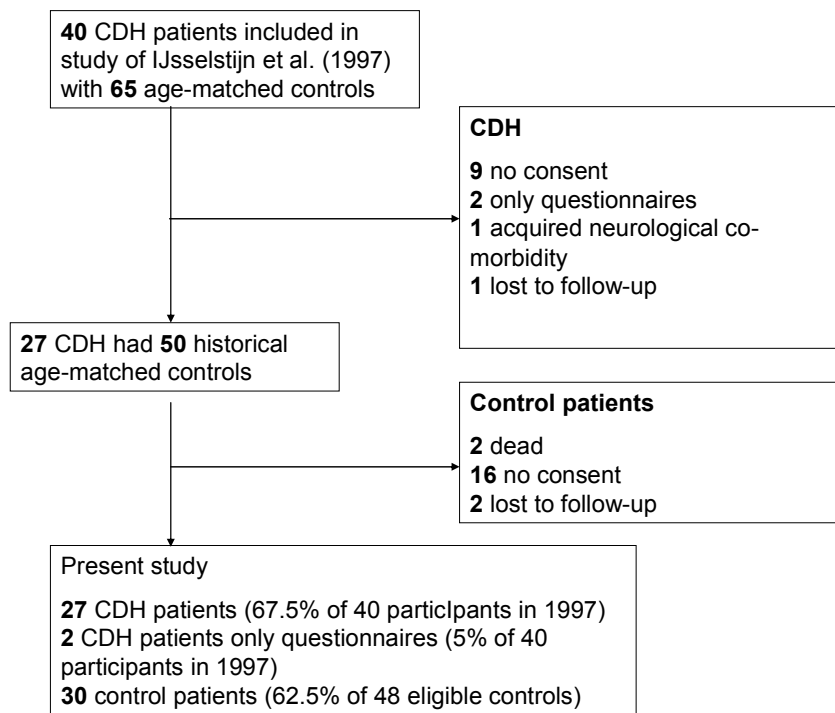 40 CDH patients included in
study of IJsselstijn et al. (1997)
with 65 age-matched controls
CDH
9 no consent
2 only questionnaires
1 acquired neurological co-
morbidity
1 lost to follow-up
27 CDH had 50 historical
age-matched controls
Control patients
2 dead
16 no consent
2 lost to follow-up
Present study
27 CDH patients (67.5% of 40 particIpants in 1997)
2 CDH patients only questionnaires (5% of 40
participants in 1997)
30 control patients (62.5% of 48 eligible controls)